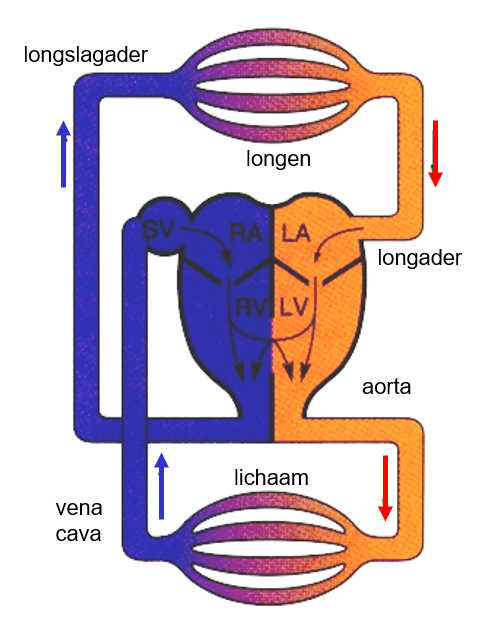 longslagader
longen
SV
RA
LA
longader
RV
LV
aorta
lichaam
vena
cava